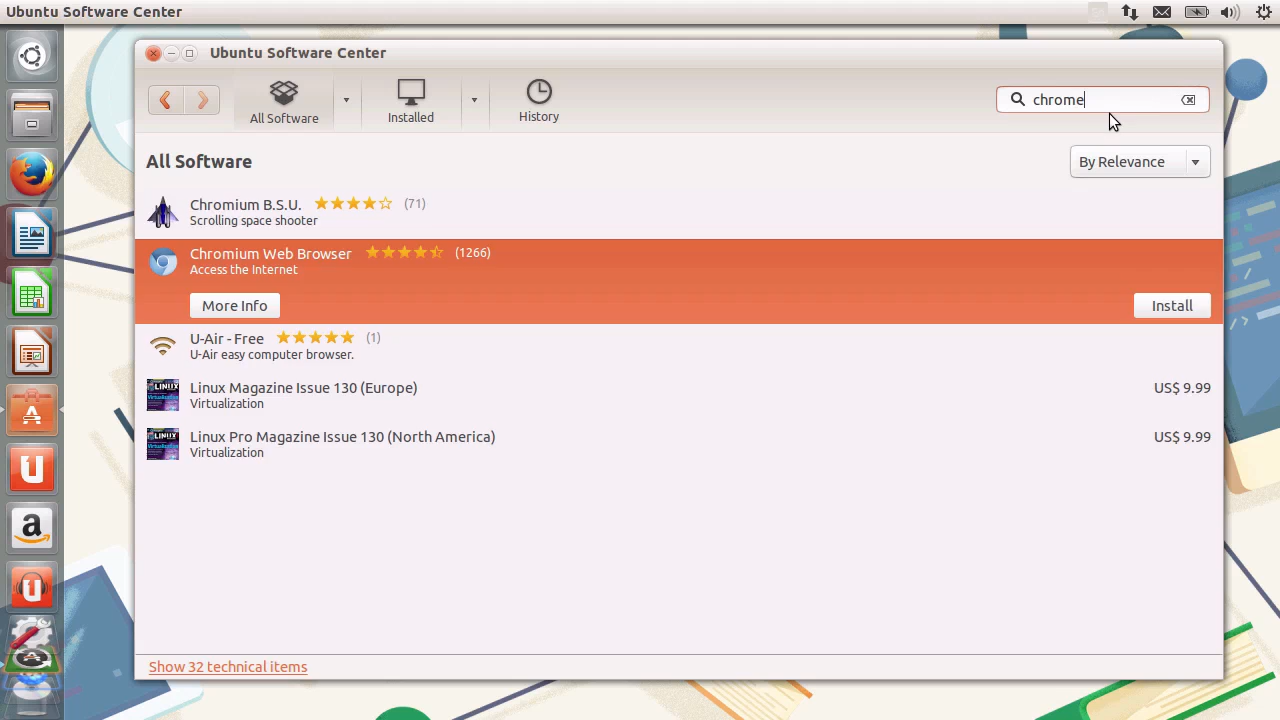 Ubuntu Software Center
Ubuntu Software Center
All Software
Installed
History
chrome
All Software
By Relevance
Chromium B.S.U. (71)
Scrolling space shooter
Chromium Web Browser (1266)
Access the Internet
More Info
Install
U-Air - Free (1)
U-Air easy computer browser.
Linux Magazine Issue 130 (Europe) US$ 9.99
Virtualization
Linux Pro Magazine Issue 130 (North America) US$ 9.99
Virtualization
Show 32 technical items